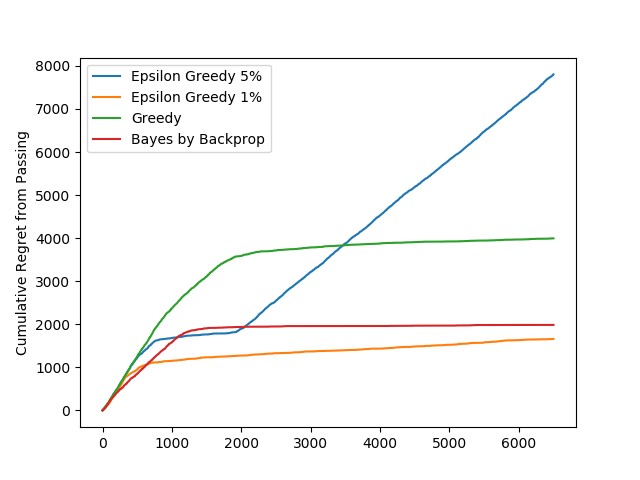 Epsilon Greedy 5%
Epsilon Greedy 1%
Greedy
Bayes by Backprop
Cumulative Regret from Passing
8000
7000
6000
5000
4000
3000
2000
1000
0
0 1000 2000 3000 4000 5000 6000